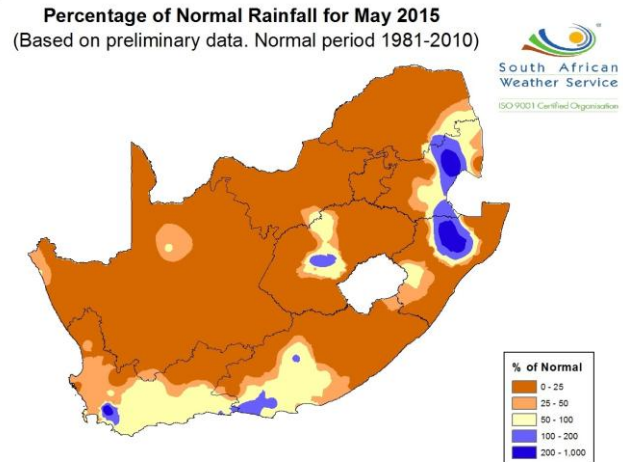 Percentage of Normal Rainfall for May 2015
(Based on preliminary data. Normal period 1981-2010)
South African
Weather Service
ISO 9001 Certified Organisation
% of Normal
0 - 25
25 - 50
50 - 100
100 - 200
200 - 1,000